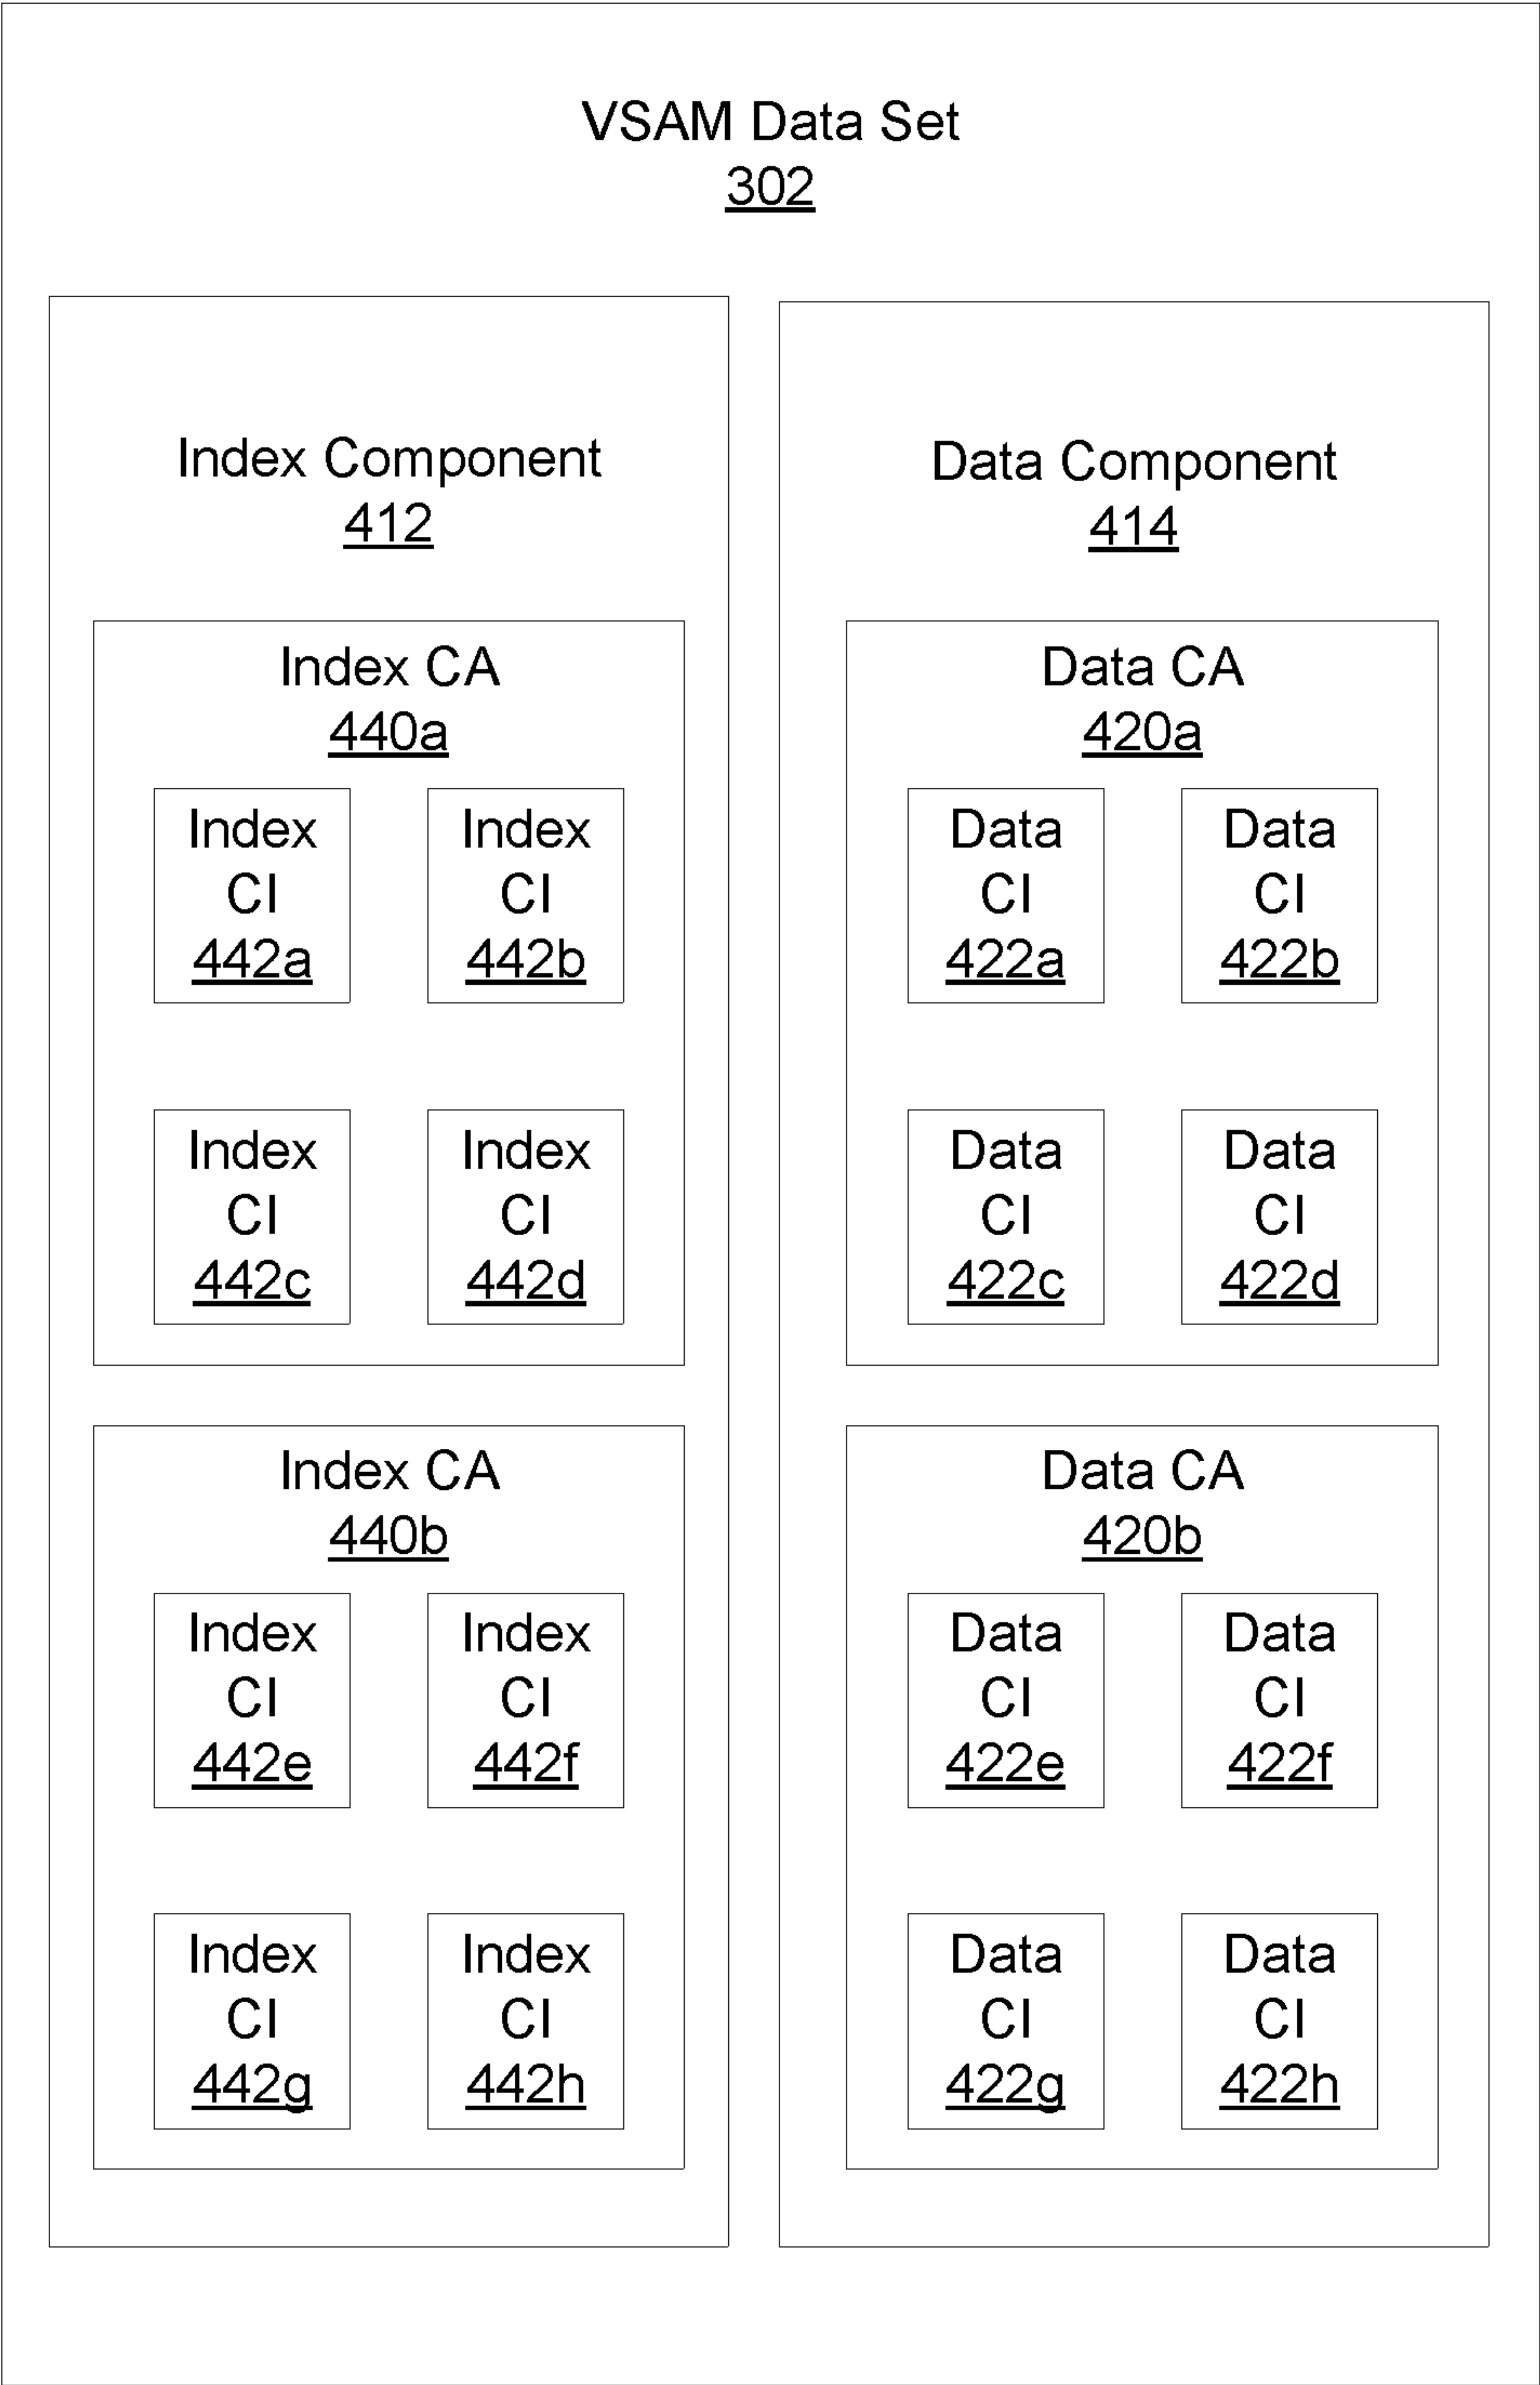 VSAM Data Set
302
Index Component
412
Index CA
440a
Index
CI
442a
Index
CI
442b
Index
CI
442c
Index
CI
442d
Index CA
440b
Index
CI
442e
Index
CI
442f
Index
CI
442g
Index
CI
442h
Data Component
414
Data CA
420a
Data
CI
422a
Data
CI
422b
Data
CI
422c
Data
CI
422d
Data CA
420b
Data
CI
422e
Data
CI
422f
Data
CI
422g
Data
CI
422h